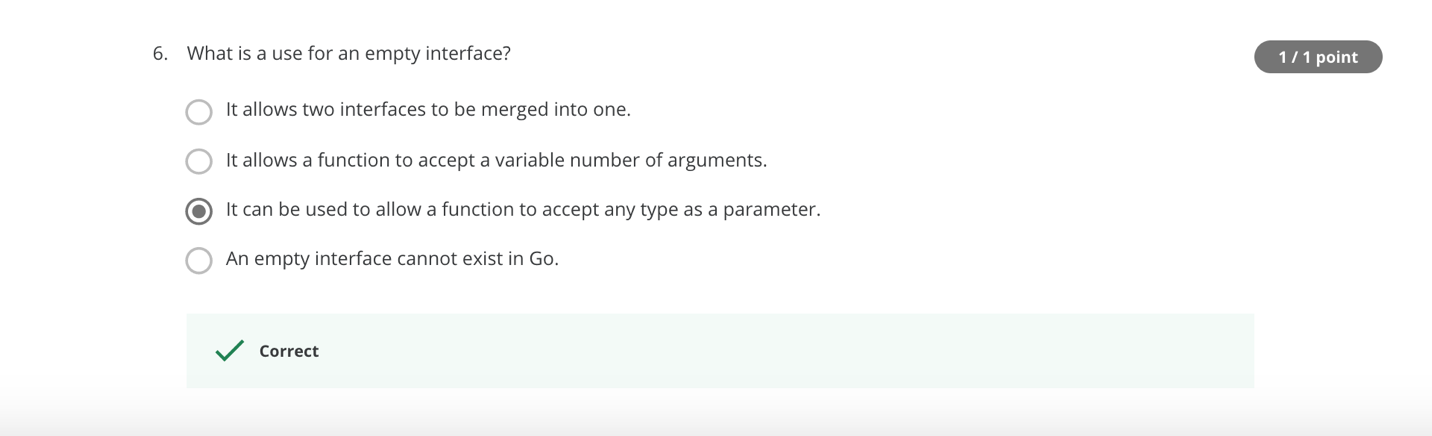 6. What is a use for an empty interface?
1 / 1 point
It allows two interfaces to be merged into one.
It allows a function to accept a variable number of arguments.
It can be used to allow a function to accept any type as a parameter.
An empty interface cannot exist in Go.
Correct